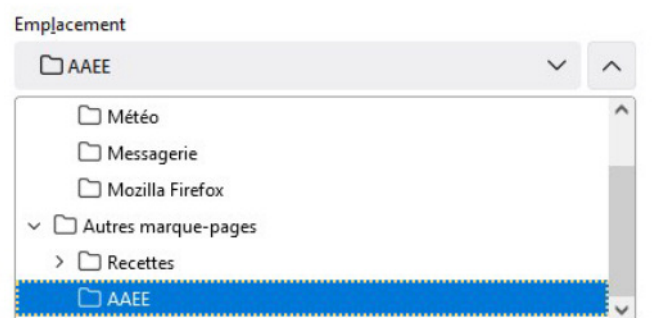 Emplacement
AAEE
Météo
Messagerie
Mozilla Firefox
Autres marque-pages
Recettes
AAEE